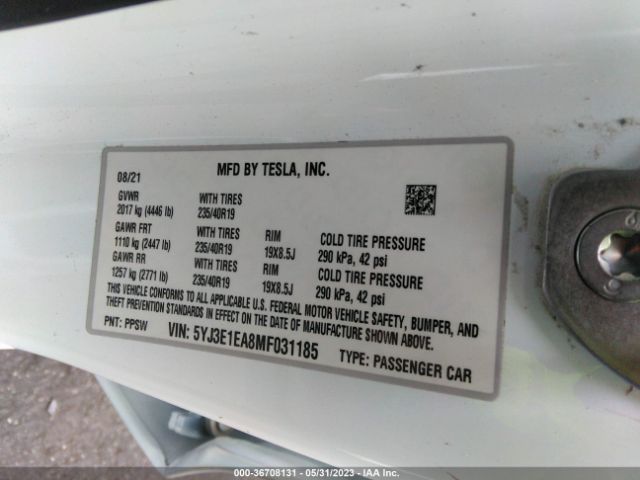 08/21 MFD BY TESLA, INC.
GVWR WITH TIRES
2017 kg (4446 lb) 235/40R19
GAWR FRT WITH TIRES RIM COLD TIRE PRESSURE
1110 kg (2447 lb) 235/40R19 19X8.5J 290 kPa, 42 psi
GAWR RR WITH TIRES RIM COLD TIRE PRESSURE
1257 kg (2771 lb) 235/40R19 19X8.5J 290 kPa, 42 psi
THIS VEHICLE CONFORMS TO ALL APPLICABLE U.S. FEDERAL MOTOR VEHICLE SAFETY, BUMPER, AND
THEFT PREVENTION STANDARDS IN EFFECT ON THE DATE OF MANUFACTURE SHOWN ABOVE.
PNT: PPSW VIN: 5YJ3E1EA8MF031185 TYPE: PASSENGER CAR
000-36708131 - 05/31/2023 - IAA Inc.